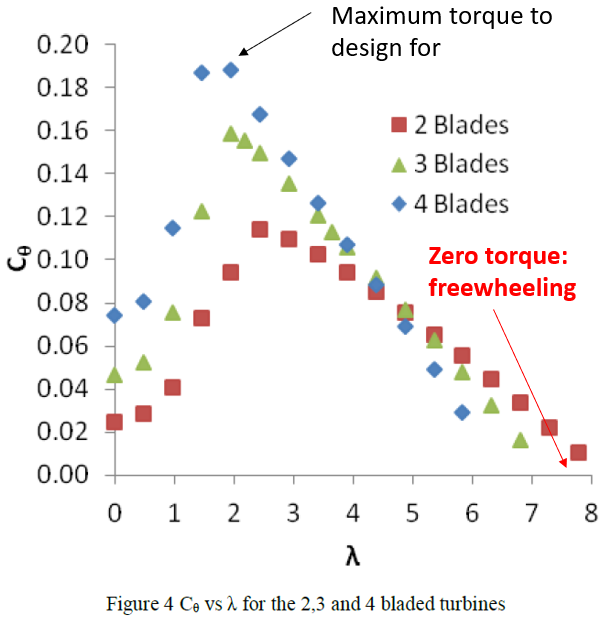 Maximum torque to
design for
0.20
0.18
0.16
0.14
0.12
0.10
0.08
0.06
0.04
0.02
0.00
Cθ
2 Blades
3 Blades
4 Blades
Zero torque:
freewheeling
0 1 2 3 4 5 6 7 8
λ
Figure 4 Cθ vs λ for the 2,3 and 4 bladed turbines